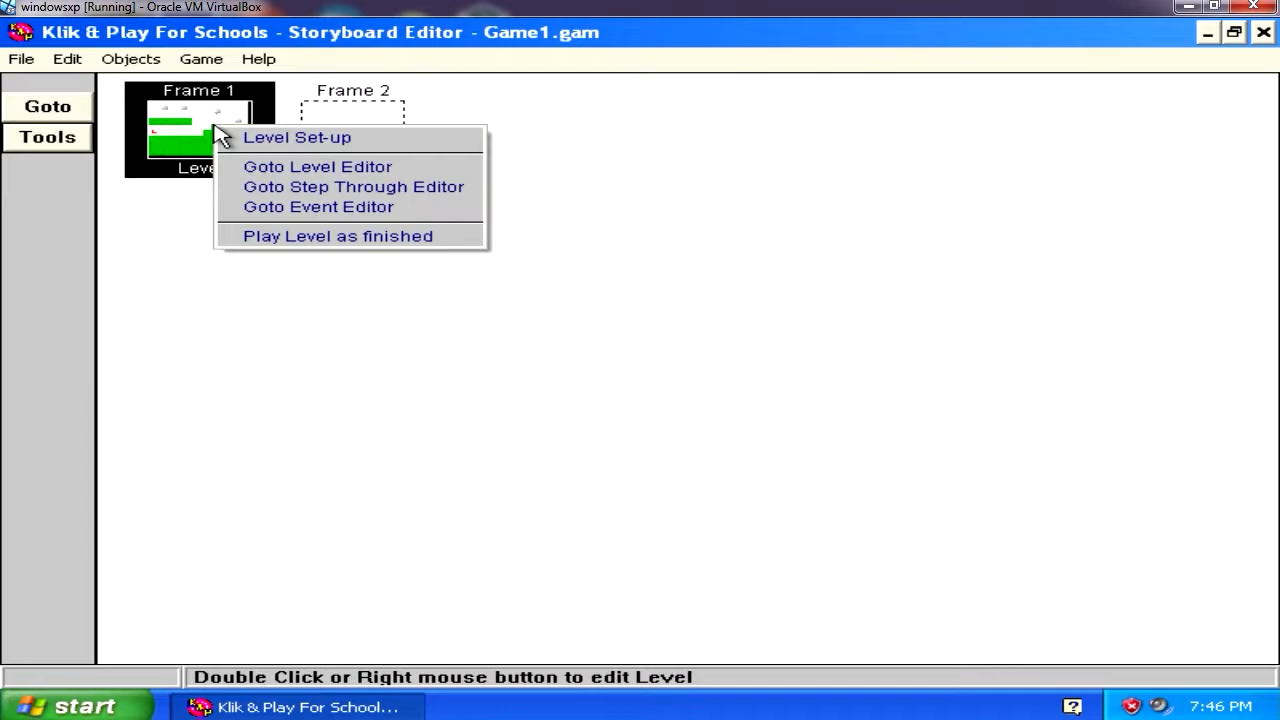 windowsxp [Running] - Oracle VM VirtualBox
Klik & Play For Schools - Storyboard Editor - Game1.gam
File Edit Objects Game Help
Goto
Tools
Frame 1
Frame 2
Level Set-up
Goto Level Editor
Goto Step Through Editor
Goto Event Editor
Play Level as finished
Double Click or Right mouse button to edit Level
start
Klik & Play For School...
7:46 PM